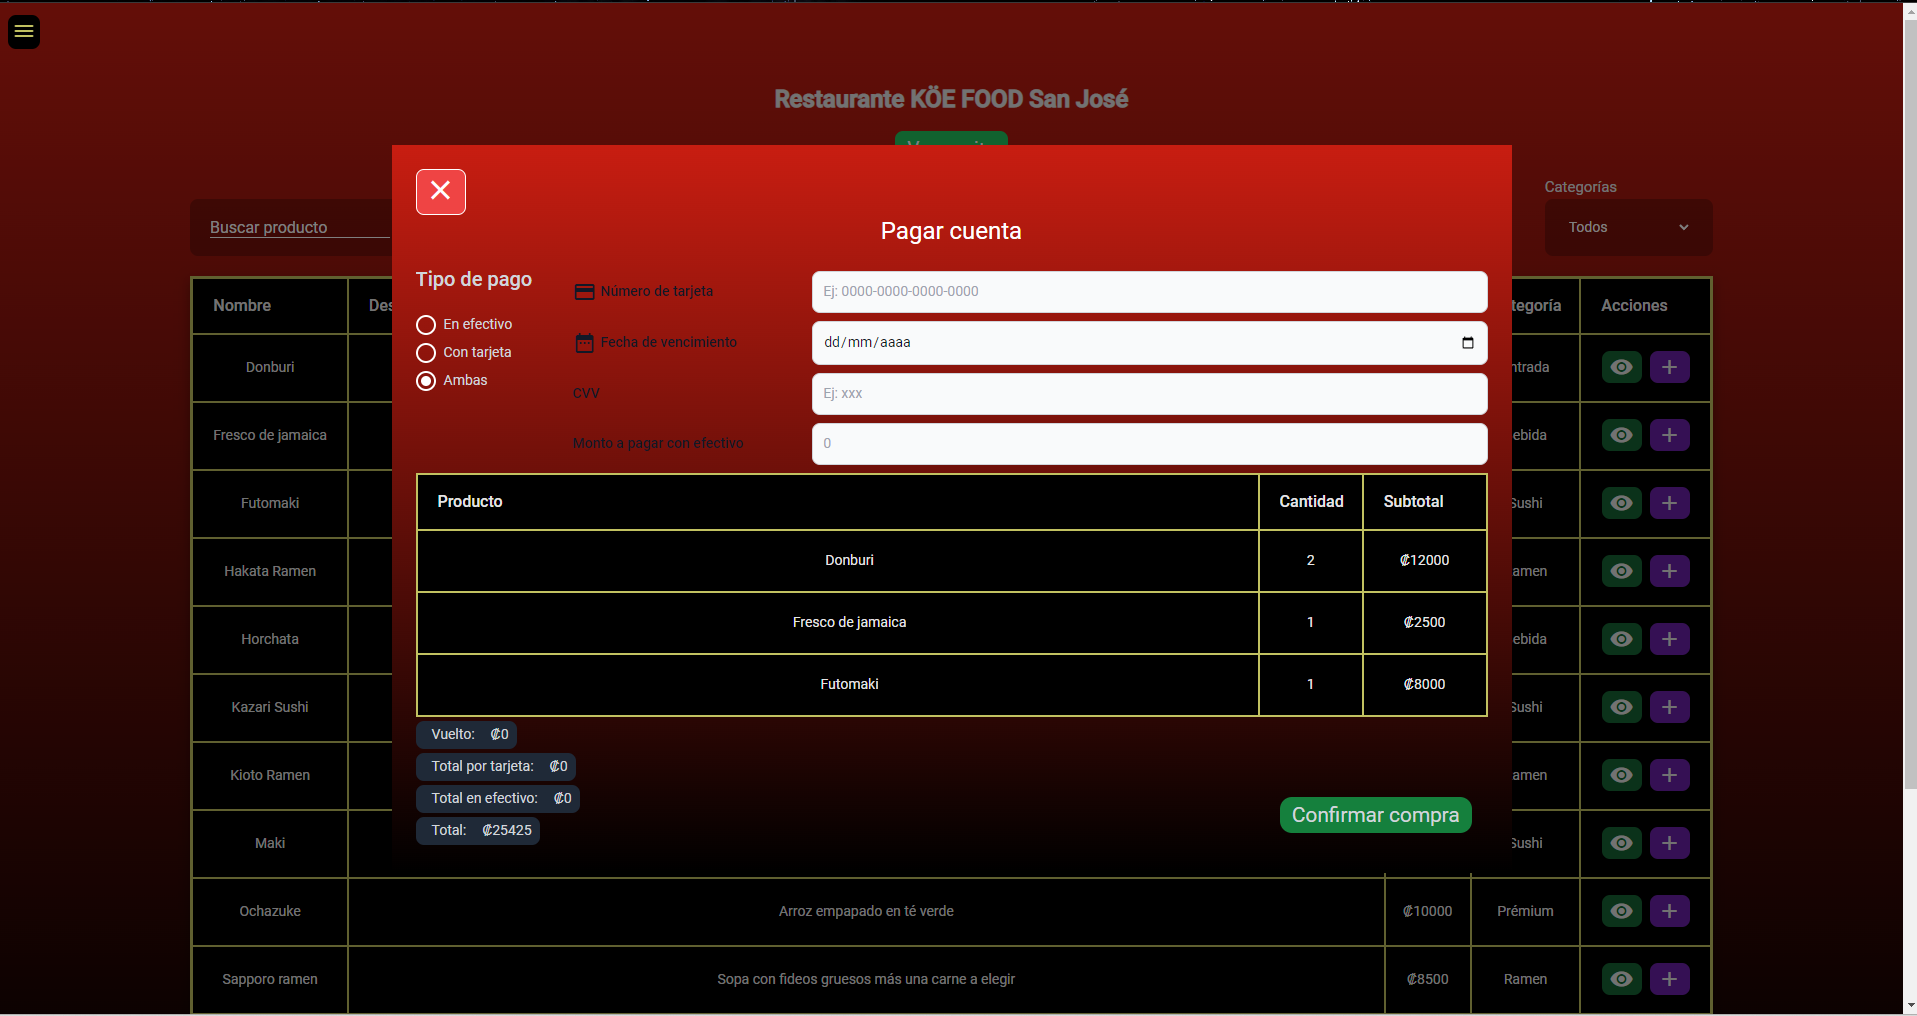 Restaurante KÖE FOOD San José
Categorías
Buscar producto
Todos
Pagar cuenta
Tipo de pago
En efectivo
Con tarjeta
Ambas
Número de tarjeta
Ej: 0000-0000-0000-0000
Fecha de vencimiento
dd/mm/aaaa
CVV
Ej: xxx
Monto a pagar con efectivo
0
Producto Cantidad Subtotal
Donburi 2 ₡12000
Fresco de jamaica 1 ₡2500
Futomaki 1 ₡8000
Vuelto: ₡0
Total por tarjeta: ₡0
Total en efectivo: ₡0
Total: ₡25425
Confirmar compra
Nombre Des tegoría Acciones
Donburi ntrada
Fresco de jamaica ebida
Futomaki Sushi
Hakata Ramen amen
Horchata ebida
Kazari Sushi Sushi
Kioto Ramen amen
Maki Sushi
Ochazuke Arroz empapado en té verde ₡10000 Prémium
Sapporo ramen Sopa con fideos gruesos más una carne a elegir ₡8500 Ramen